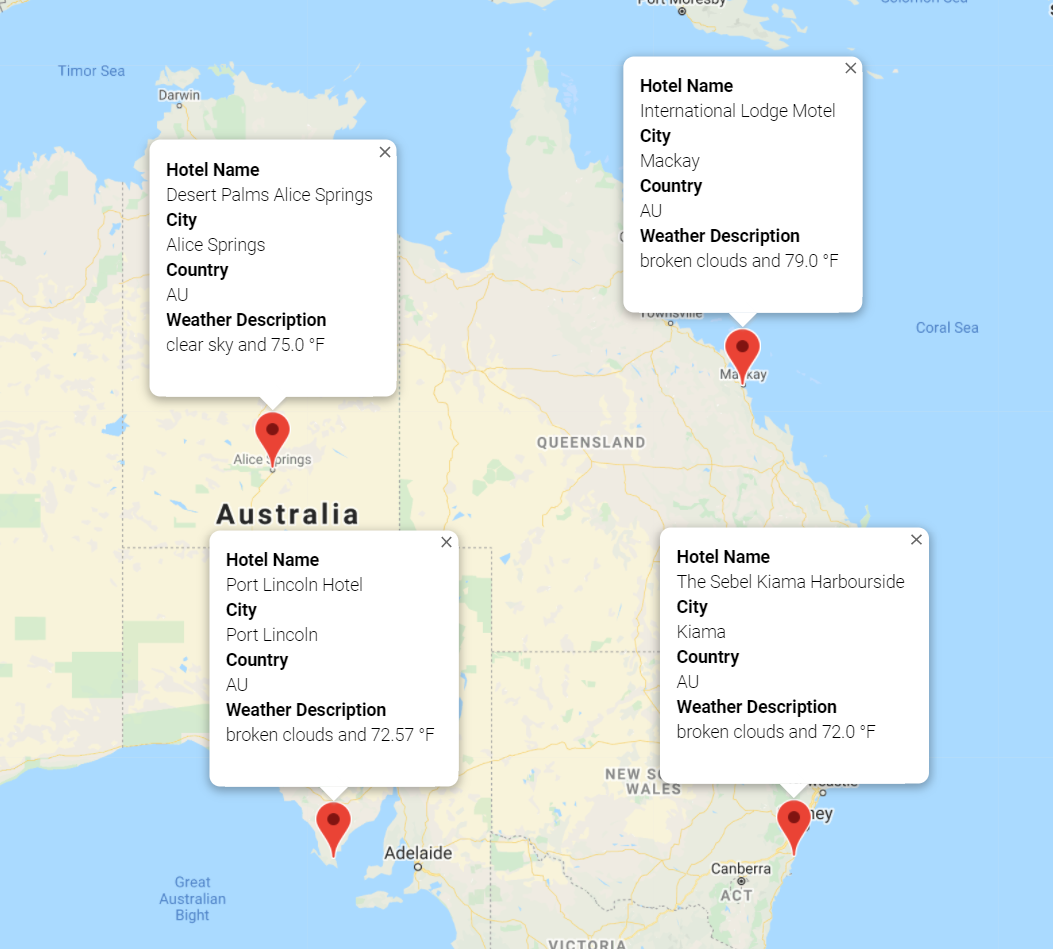 Port Moresby
Solomon Sea
Timor Sea
Darwin
Hotel Name
International Lodge Motel
City
Mackay
Country
AU
Weather Description
broken clouds and 79.0 °F
Hotel Name
Desert Palms Alice Springs
City
Alice Springs
Country
AU
Weather Description
clear sky and 75.0 °F
Townsville
Coral Sea
Mackay
QUEENSLAND
Alice Springs
Australia
Hotel Name
Port Lincoln Hotel
City
Port Lincoln
Country
AU
Weather Description
broken clouds and 72.57 °F
Hotel Name
The Sebel Kiama Harbourside
City
Kiama
Country
AU
Weather Description
broken clouds and 72.0 °F
NEW SO
WALES
castle
ney
Adelaide
Canberra
ACT
Great
Australian
Bight
VICTORIA